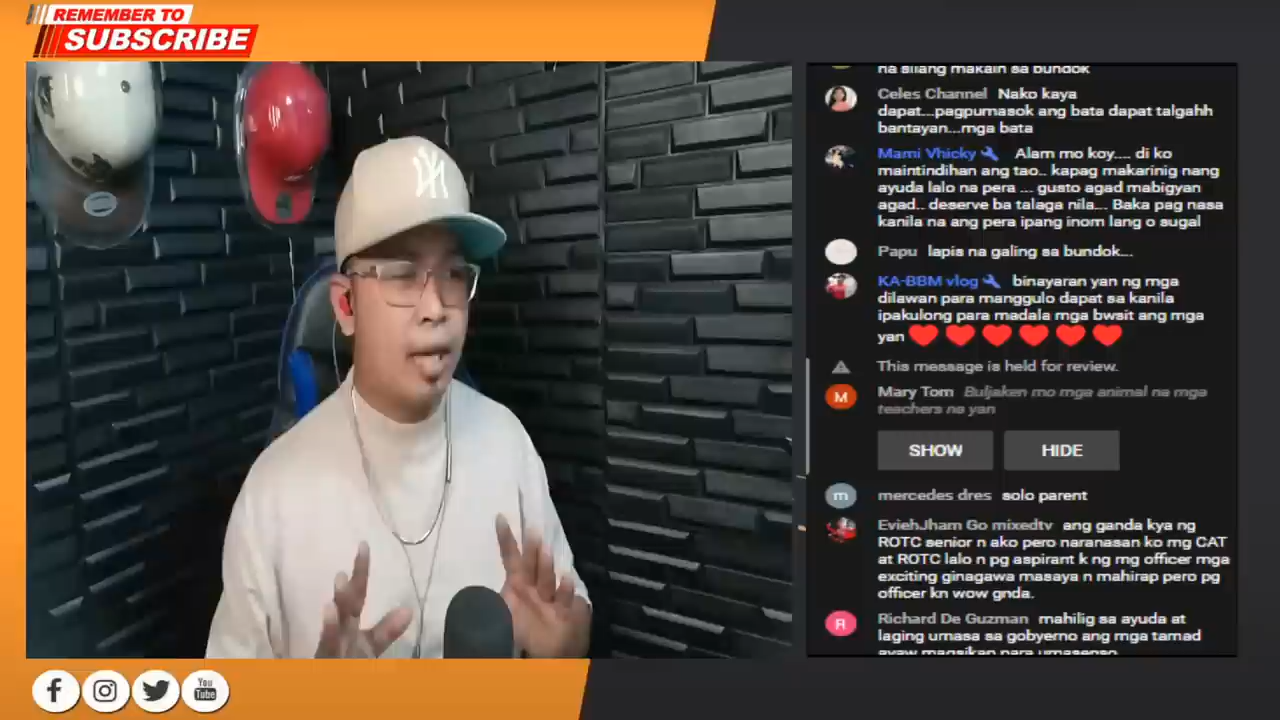 REMEMBER TO
SUBSCRIBE
na silang makain sa bundok
Celes Channel Nako kaya
dapat...pagpumasok ang bata dapat talgahh
bantayan...mga bata
Mami Vhicky Alam mo koy.... di ko
maintindihan ang tao.. kapag makarinig nang
ayuda lalo na pera ... gusto agad mabigyan
agad.. deserve ba talaga nila... Baka pag nasa
kanila na ang pera ipang inom lang o sugal
Papu lapis na galing sa bundok...
KA-BBM vlog binayaran yan ng mga
dilawan para manggulo dapat sa kanila
ipakulong para madala mga bwsit ang mga
yan
This message is held for review.
M
Mary Tom Buljaken mo mga animal na mga
teachers na yan
SHOW HIDE
m
mercedes dres solo parent
EviehJham Go mixedtv ang ganda kya ng
ROTC senior n ako pero naranasan ko mg CAT
at ROTC lalo n pg aspirant k ng mg officer mga
exciting ginagawa masaya n mahirap pero pg
officer kn wow gnda.
R
Richard De Guzman mahilig sa ayuda at
laging umasa sa gobyerno ang mga tamad
ayaw magsikap para umasenso
NY
You
Tube